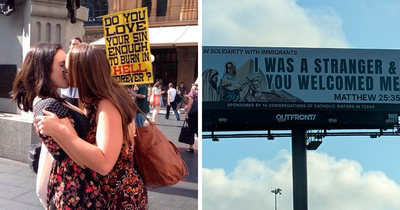 DO YOU
LOVE
YOUR SIN
ENOUGH
TO BURN IN
HELL
FOREVER?
IN SOLIDARITY WITH IMMIGRANTS
I WAS A STRANGER &
YOU WELCOMED ME
MATTHEW 25:35
SPONSORED BY 14 CONGREGATIONS OF CATHOLIC SISTERS IN TEXAS
OUTFRONT